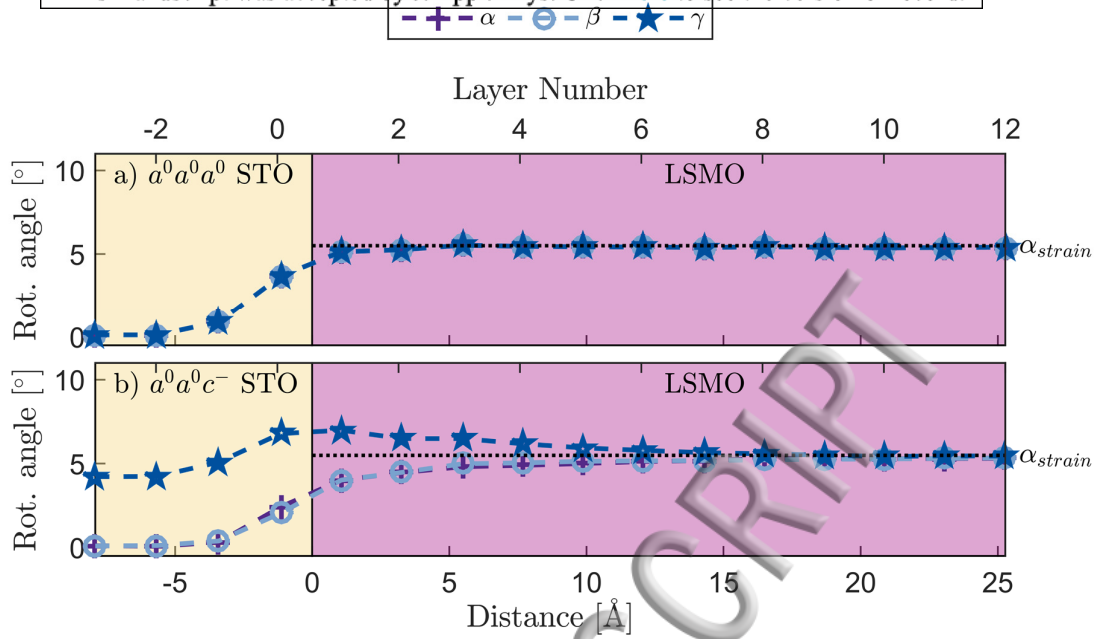 α β γ
Layer Number
-2 0 2 4 6 8 10 12
Rot. angle [°]
10
5
0
a) a⁰a⁰a⁰ STO
LSMO
α_strain
Rot. angle [°]
10
5
0
b) a⁰a⁰c⁻ STO
LSMO
α_strain
-5 0 5 10 15 20 25
Distance [Å]
CRIPT